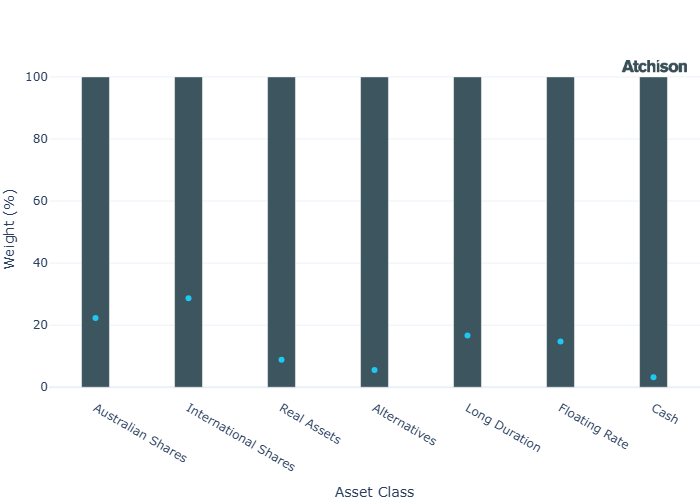 Atchison
100
80
60
40
20
0
Weight (%)
Australian Shares
International Shares
Real Assets
Alternatives
Long Duration
Floating Rate
Cash
Asset Class